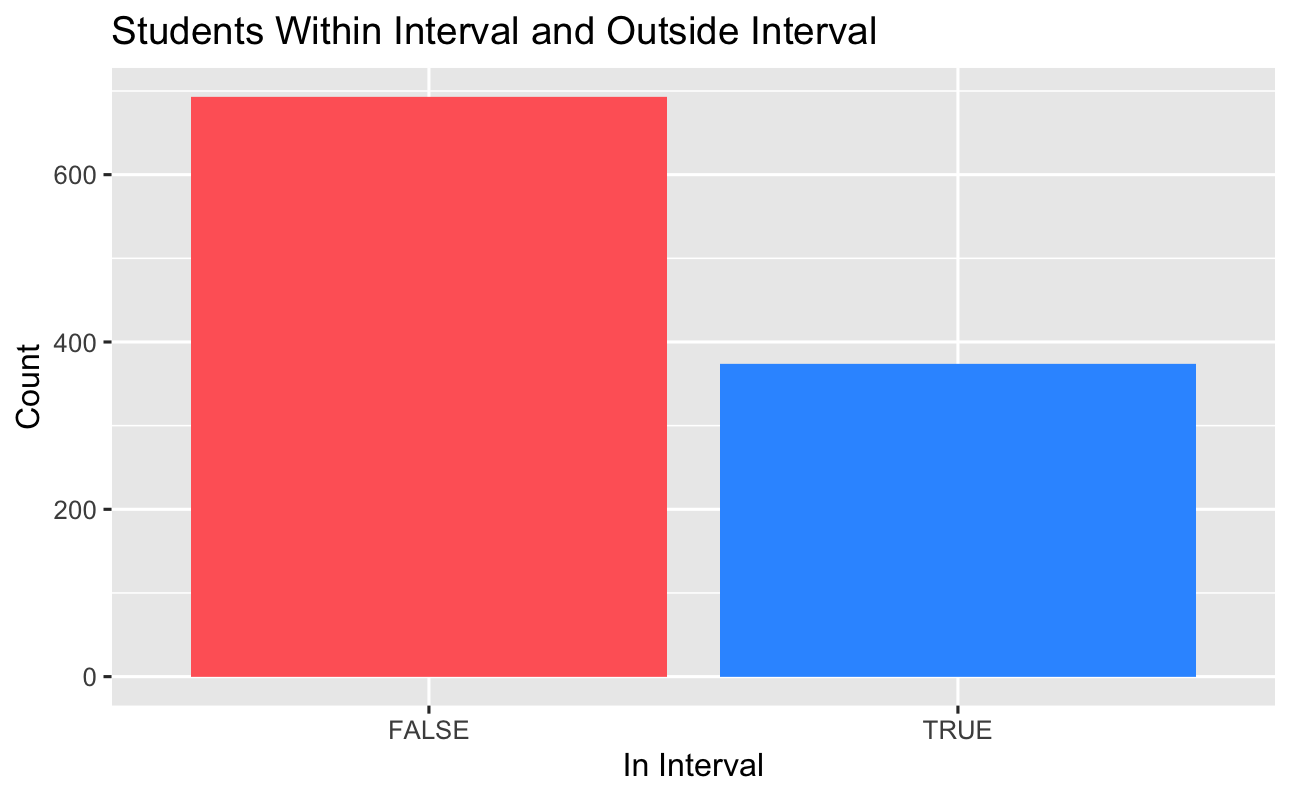 Students Within Interval and Outside Interval
600
400
200
0
Count
FALSE TRUE
In Interval